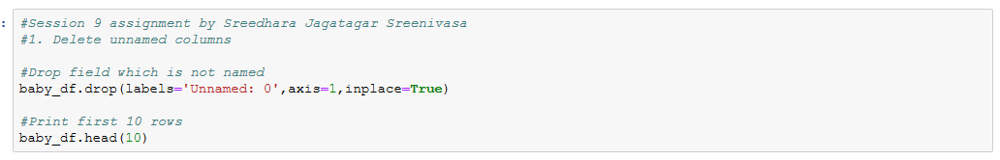 :
#Session 9 assignment by Sreedhara Jagatagar Sreenivasa
#1. Delete unnamed columns
#Drop field which is not named
baby_df.drop(labels='Unnamed: 0',axis=1,inplace=True)
#Print first 10 rows
baby_df.head(10)